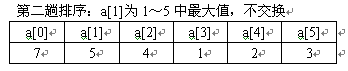 第二趟排序：a[1]为1～5中最大值，不交换↵
a[0]↵ a[1]↵ a[2]↵ a[3]↵ a[4]↵ a[5]↵
7↵ 5↵ 4↵ 1↵ 2↵ 3↵